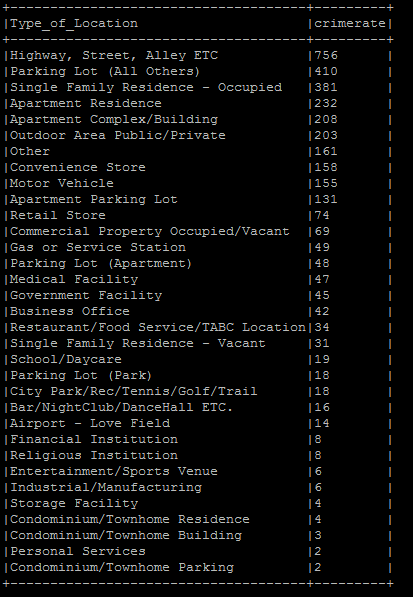 +-------------------------------------+---------+
|Type_of_Location                     |crimerate|
+-------------------------------------+---------+
|Highway, Street, Alley ETC           |756      |
|Parking Lot (All Others)             |410      |
|Single Family Residence - Occupied   |381      |
|Apartment Residence                  |232      |
|Apartment Complex/Building           |208      |
|Outdoor Area Public/Private          |203      |
|Other                                |161      |
|Convenience Store                    |158      |
|Motor Vehicle                        |155      |
|Apartment Parking Lot                |131      |
|Retail Store                         |74       |
|Commercial Property Occupied/Vacant  |69       |
|Gas or Service Station               |49       |
|Parking Lot (Apartment)              |48       |
|Medical Facility                     |47       |
|Government Facility                  |45       |
|Business Office                      |42       |
|Restaurant/Food Service/TABC Location|34       |
|Single Family Residence - Vacant     |31       |
|School/Daycare                       |19       |
|Parking Lot (Park)                   |18       |
|City Park/Rec/Tennis/Golf/Trail      |18       |
|Bar/NightClub/DanceHall ETC.         |16       |
|Airport - Love Field                 |14       |
|Financial Institution                |8        |
|Religious Institution                |8        |
|Entertainment/Sports Venue           |6        |
|Industrial/Manufacturing             |6        |
|Storage Facility                     |4        |
|Condominium/Townhome Residence       |4        |
|Condominium/Townhome Building        |3        |
|Personal Services                    |2        |
|Condominium/Townhome Parking         |2        |
+-------------------------------------+---------+